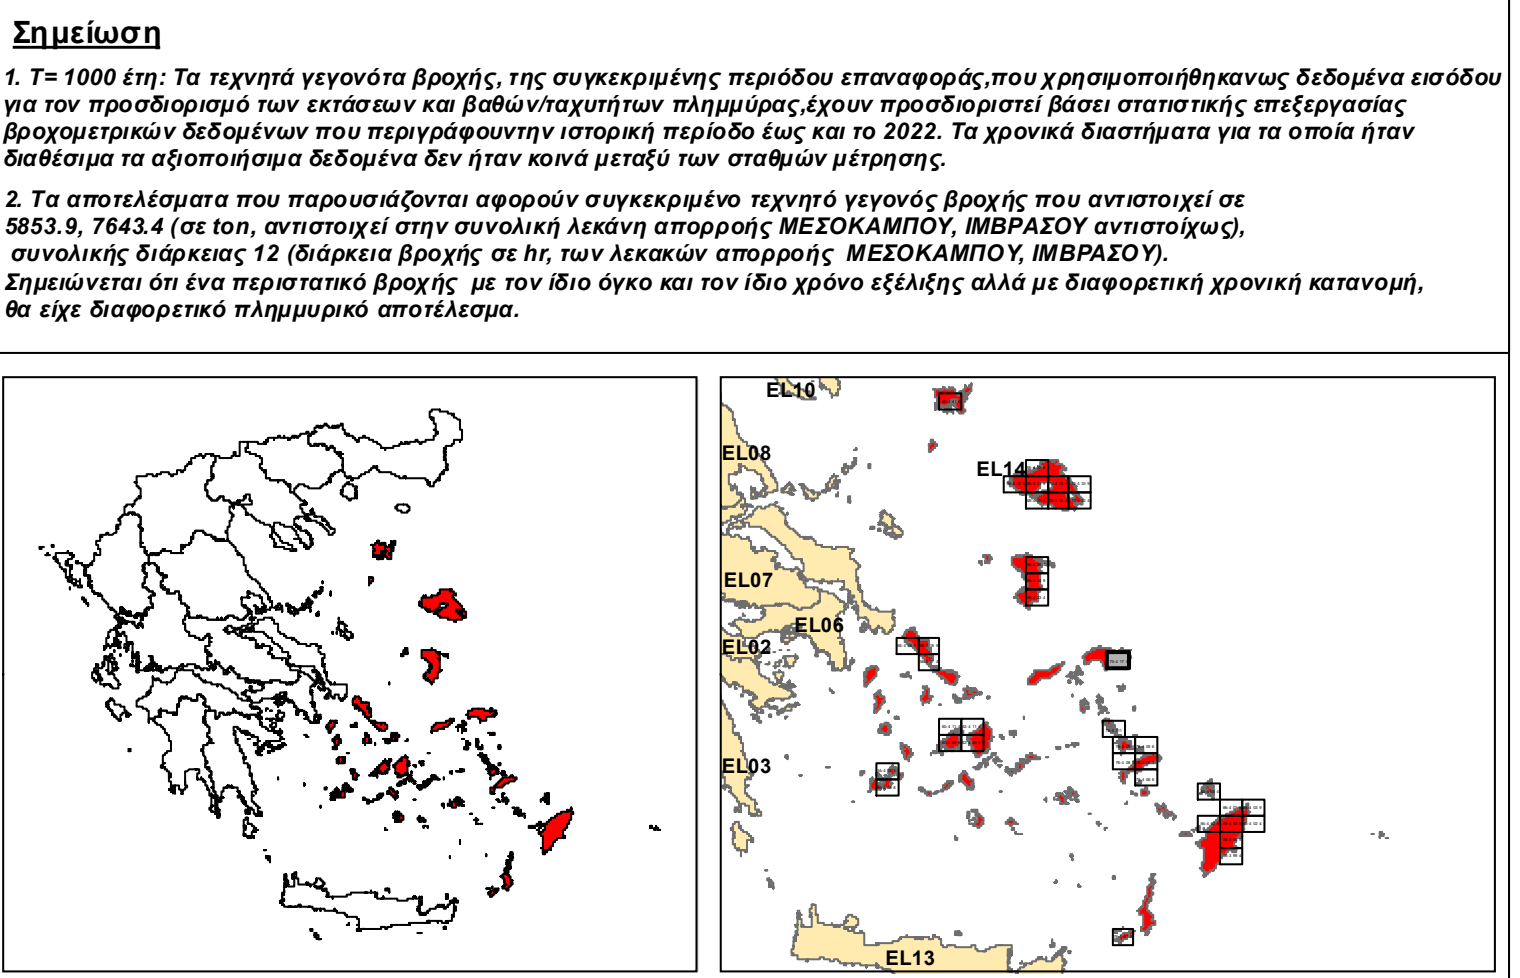 Σημείωση
1. Τ= 1000 έτη: Τα τεχνητά γεγονότα βροχής, της συγκεκριμένης περιόδου επαναφοράς,που χρησιμοποιήθηκανως δεδομένα εισόδου
για τον προσδιορισμό των εκτάσεων και βαθών/ταχυτήτων πλημμύρας,έχουν προσδιοριστεί βάσει στατιστικής επεξεργασίας
βροχομετρικών δεδομένων που περιγράφουντην ιστορική περίοδο έως και το 2022. Τα χρονικά διαστήματα για τα οποία ήταν
διαθέσιμα τα αξιοποιήσιμα δεδομένα δεν ήταν κοινά μεταξύ των σταθμών μέτρησης.
2. Τα αποτελέσματα που παρουσιάζονται αφορούν συγκεκριμένο τεχνητό γεγονός βροχής που αντιστοιχεί σε
5853.9, 7643.4 (σε ton, αντιστοιχεί στην συνολική λεκάνη απορροής ΜΕΣΟΚΑΜΠΟΥ, ΙΜΒΡΑΣΟΥ αντιστοίχως),
συνολικής διάρκειας 12 (διάρκεια βροχής σε hr, των λεκακών απορροής ΜΕΣΟΚΑΜΠΟΥ, ΙΜΒΡΑΣΟΥ).
Σημειώνεται ότι ένα περιστατικό βροχής με τον ίδιο όγκο και τον ίδιο χρόνο εξέλιξης αλλά με διαφορετική χρονική κατανομή,
θα είχε διαφορετικό πλημμυρικό αποτέλεσμα.
EL10
EL08
EL14
EL07
EL06
EL02
EL03
EL13